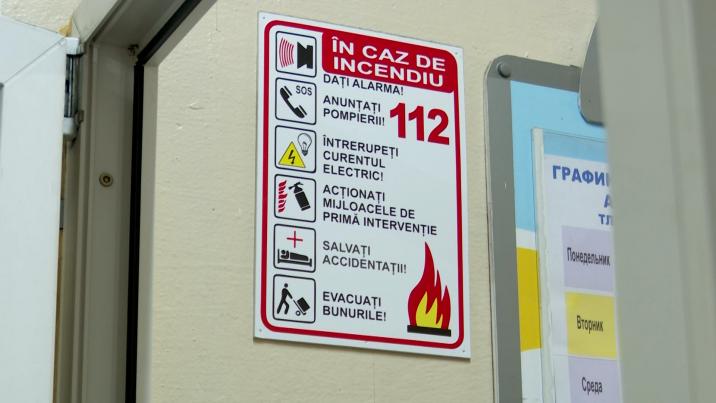 ÎN CAZ DE
INCENDIU
DAȚI ALARMA!
SOS
ANUNȚAȚI
POMPIERII!
112
ÎNTRERUPEȚI
CURENTUL
ELECTRIC!
ACȚIONAȚI
MIJLOACELE DE
PRIMĂ INTERVENȚIE
SALVAȚI
ACCIDENTAȚII!
EVACUAȚI
BUNURILE!
Понедельник
Вторник
Среда